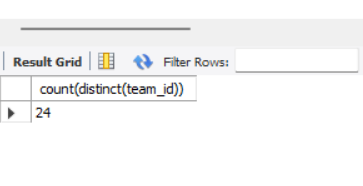 Result Grid Filter Rows:
count(distinct(team_id))
24